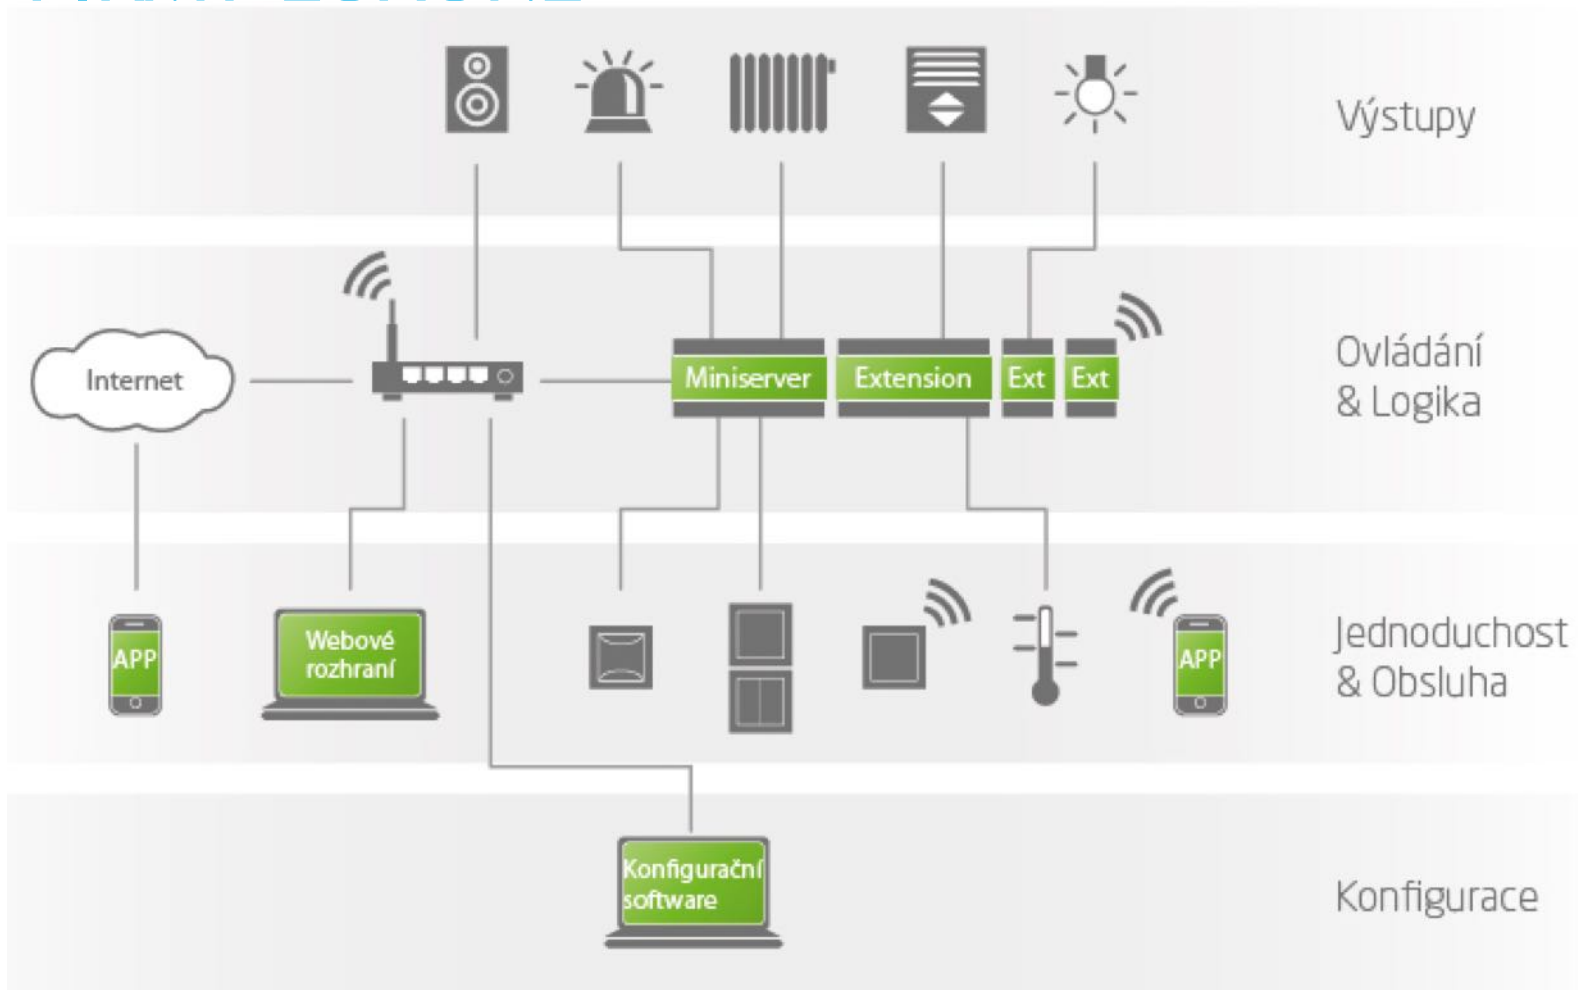 Výstupy
Internet
Miniserver
Extension
Ext
Ext
Ovládání
& Logika
APP
Webové
rozhraní
APP
Jednoduchost
& Obsluha
Konfigurační
software
Konfigurace